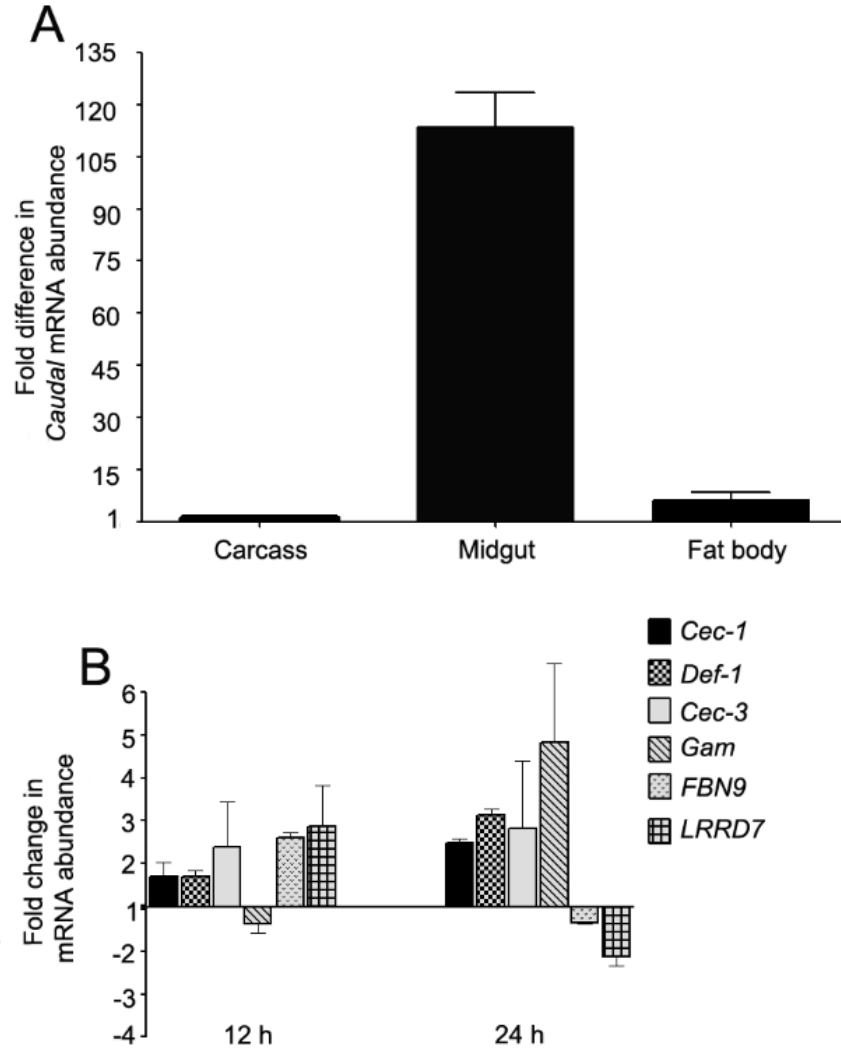 A
Fold difference in
Caudal mRNA abundance
135
120
105
90
75
60
45
30
15
1
Carcass Midgut Fat body
B
Fold change in
mRNA abundance
6
5
4
3
2
1
-2
-3
-4
12 h 24 h
Cec-1
Def-1
Cec-3
Gam
FBN9
LRRD7